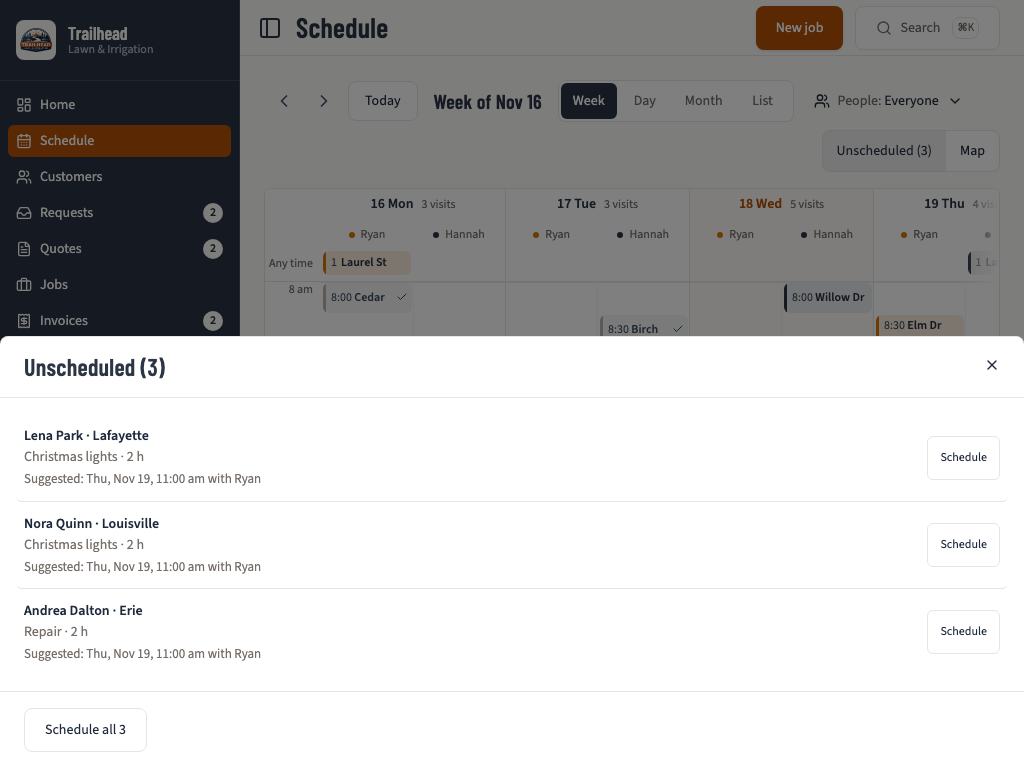 TRAILHEAD
Trailhead
Lawn & Irrigation
Home
Schedule
Customers
Requests 2
Quotes 2
Jobs
Invoices 2
Schedule
New job
Search ⌘K
Today
Week of Nov 16
Week Day Month List
People: Everyone
Unscheduled (3) Map
16 Mon 3 visits
17 Tue 3 visits
18 Wed 5 visits
19 Thu 4
Ryan Hannah
Ryan Hannah
Ryan Hannah
Ryan
Any time
1 Laurel St
1
8 am
8:00 Cedar
8:00 Willow Dr
8:30 Birch
8:30 Elm Dr
Unscheduled (3)
Lena Park · Lafayette
Christmas lights · 2 h
Suggested: Thu, Nov 19, 11:00 am with Ryan
Schedule
Nora Quinn · Louisville
Christmas lights · 2 h
Suggested: Thu, Nov 19, 11:00 am with Ryan
Schedule
Andrea Dalton · Erie
Repair · 2 h
Suggested: Thu, Nov 19, 11:00 am with Ryan
Schedule
Schedule all 3